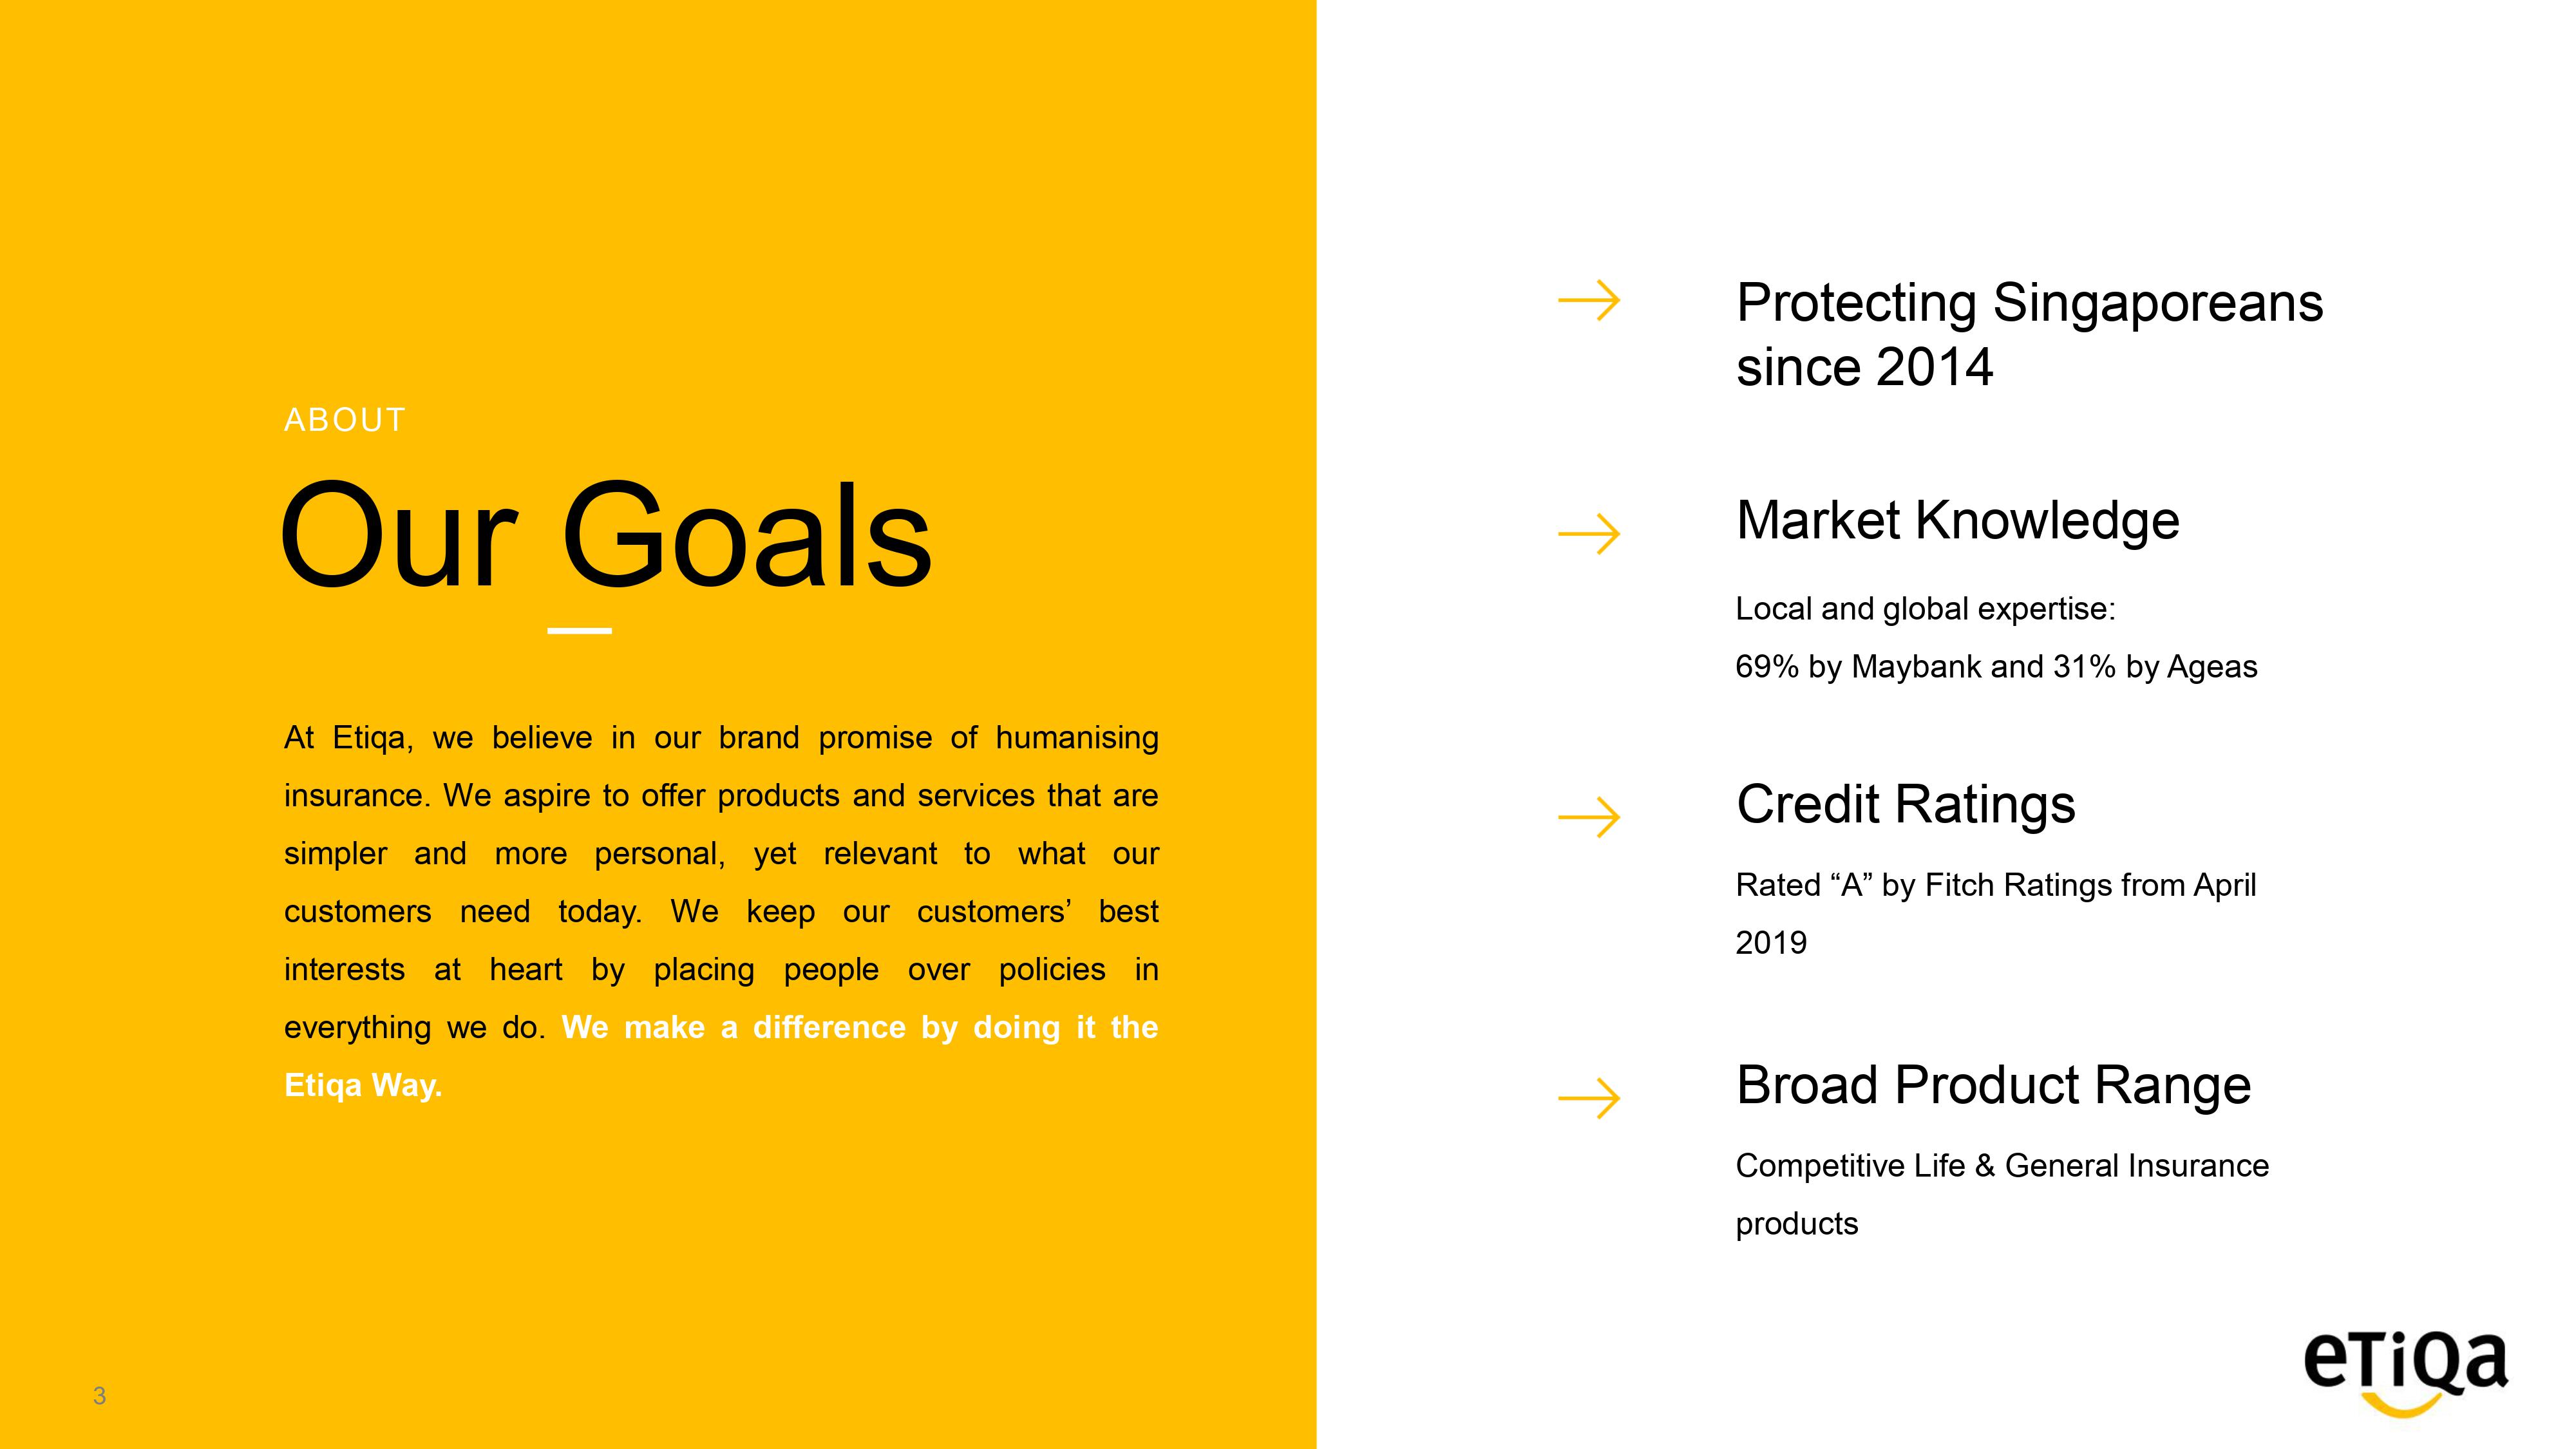 ABOUT
Our Goals
At Etiqa, we believe in our brand promise of humanising
insurance. We aspire to offer products and services that are
simpler and more personal, yet relevant to what our
customers need today. We keep our customers’ best
interests at heart by placing people over policies in
everything we do. We make a difference by doing it the
Etiqa Way.
3
Protecting Singaporeans
since 2014
Market Knowledge
Local and global expertise:
69% by Maybank and 31% by Ageas
Credit Ratings
Rated “A” by Fitch Ratings from April
2019
Broad Product Range
Competitive Life & General Insurance
products
eTiQa